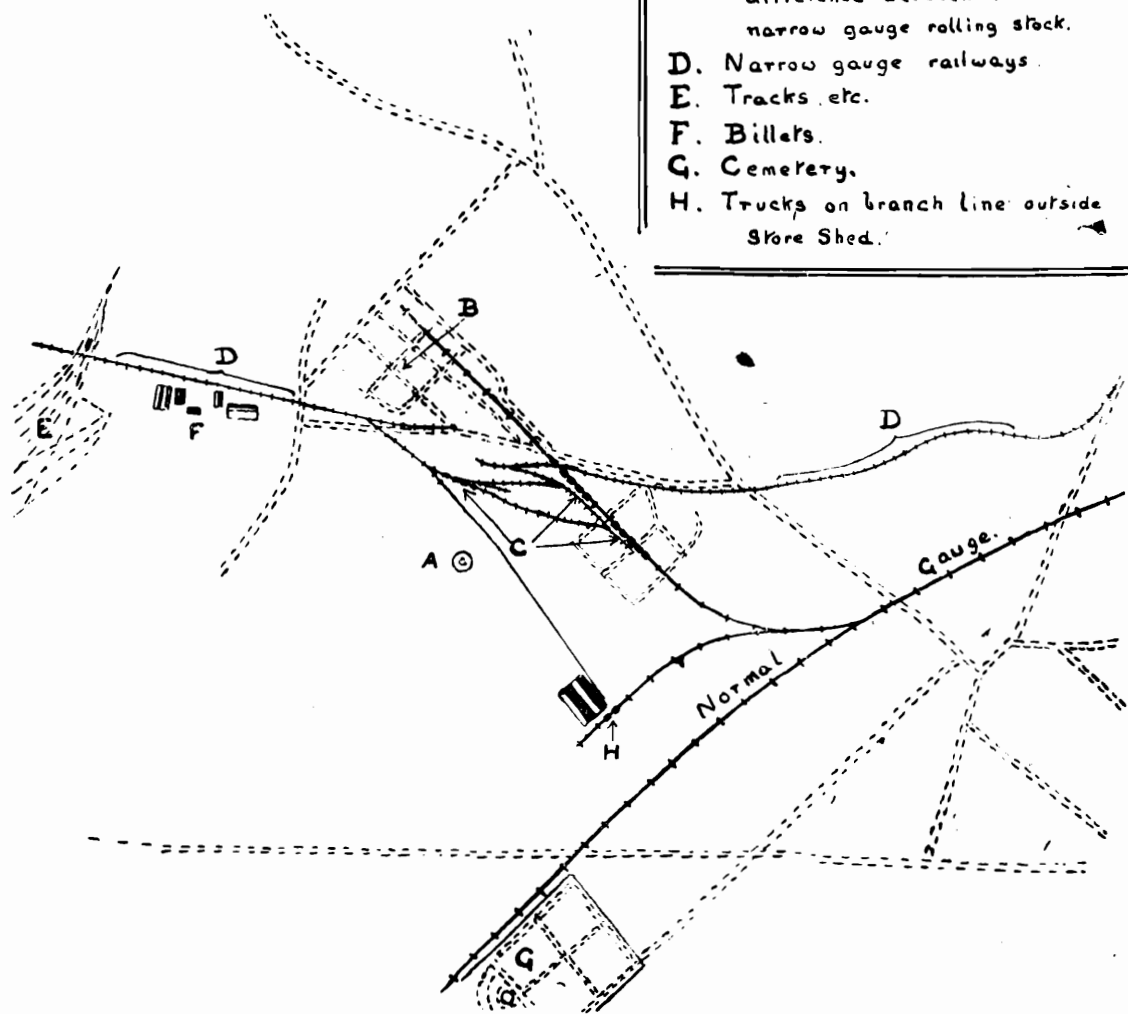 narrow gauge rolling stock.
D. Narrow gauge railways.
E. Tracks etc.
F. Billets.
G. Cemetery.
H. Trucks on branch line outside
Store Shed.
B
D
E
F
D
C
A
Gauge.
Normal
H
G